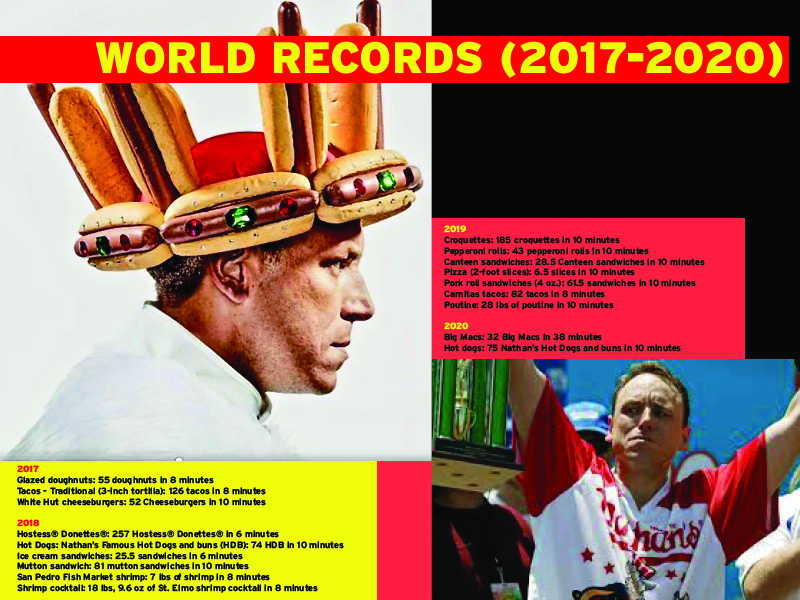 WORLD RECORDS (2017-2020)
2019
Croquettes: 185 croquettes in 10 minutes
Pepperoni rolls: 43 pepperoni rolls in 10 minutes
Canteen sandwiches: 28.5 Canteen sandwiches in 10 minutes
Pizza (2-foot slices): 6.5 slices in 10 minutes
Pork roll sandwiches (4 oz.): 61.5 sandwiches in 10 minutes
Carnitas tacos: 82 tacos in 8 minutes
Poutine: 28 lbs of poutine in 10 minutes
2020
Big Macs: 32 Big Macs in 38 minutes
Hot dogs: 75 Nathan's Hot Dogs and buns in 10 minutes
2017
Glazed doughnuts: 55 doughnuts in 8 minutes
Tacos - Traditional (3-inch tortilla): 126 tacos in 8 minutes
White Hut cheeseburgers: 52 Cheeseburgers in 10 minutes
2018
Hostess® Donettes®: 257 Hostess® Donettes® in 6 minutes
Hot Dogs: Nathan's Famous Hot Dogs and buns (HDB): 74 HDB in 10 minutes
Ice cream sandwiches: 25.5 sandwiches in 6 minutes
Mutton sandwich: 81 mutton sandwiches in 10 minutes
San Pedro Fish Market shrimp: 7 lbs of shrimp in 8 minutes
Shrimp cocktail: 18 lbs, 9.6 oz of St. Elmo shrimp cocktail in 8 minutes